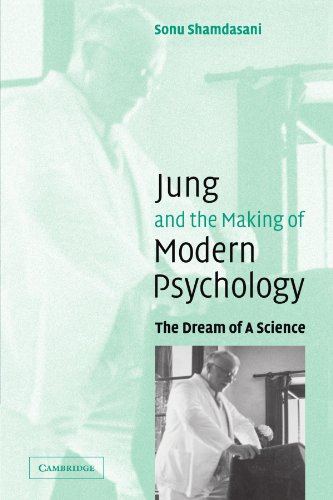 Sonu Shamdasani
Jung
and the Making of
Modern
Psychology
The Dream of A Science
CAMBRIDGE